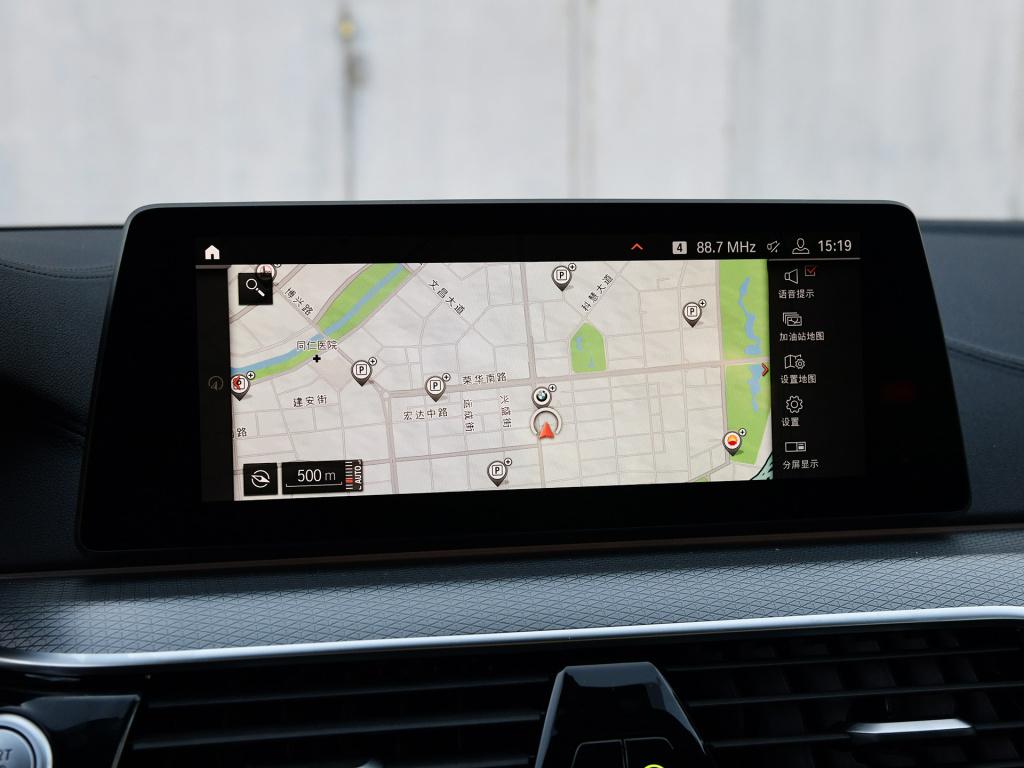 4 88.7 MHz 15:19
博兴路
文昌大道
科慧大道
语音提示
加油站地图
同仁医院
设置地图
荣华南路
建安街
宏达中路
运成街
兴盛街
设置
路
分屏显示
500 m
AUTO
P
P
P
P
P
P